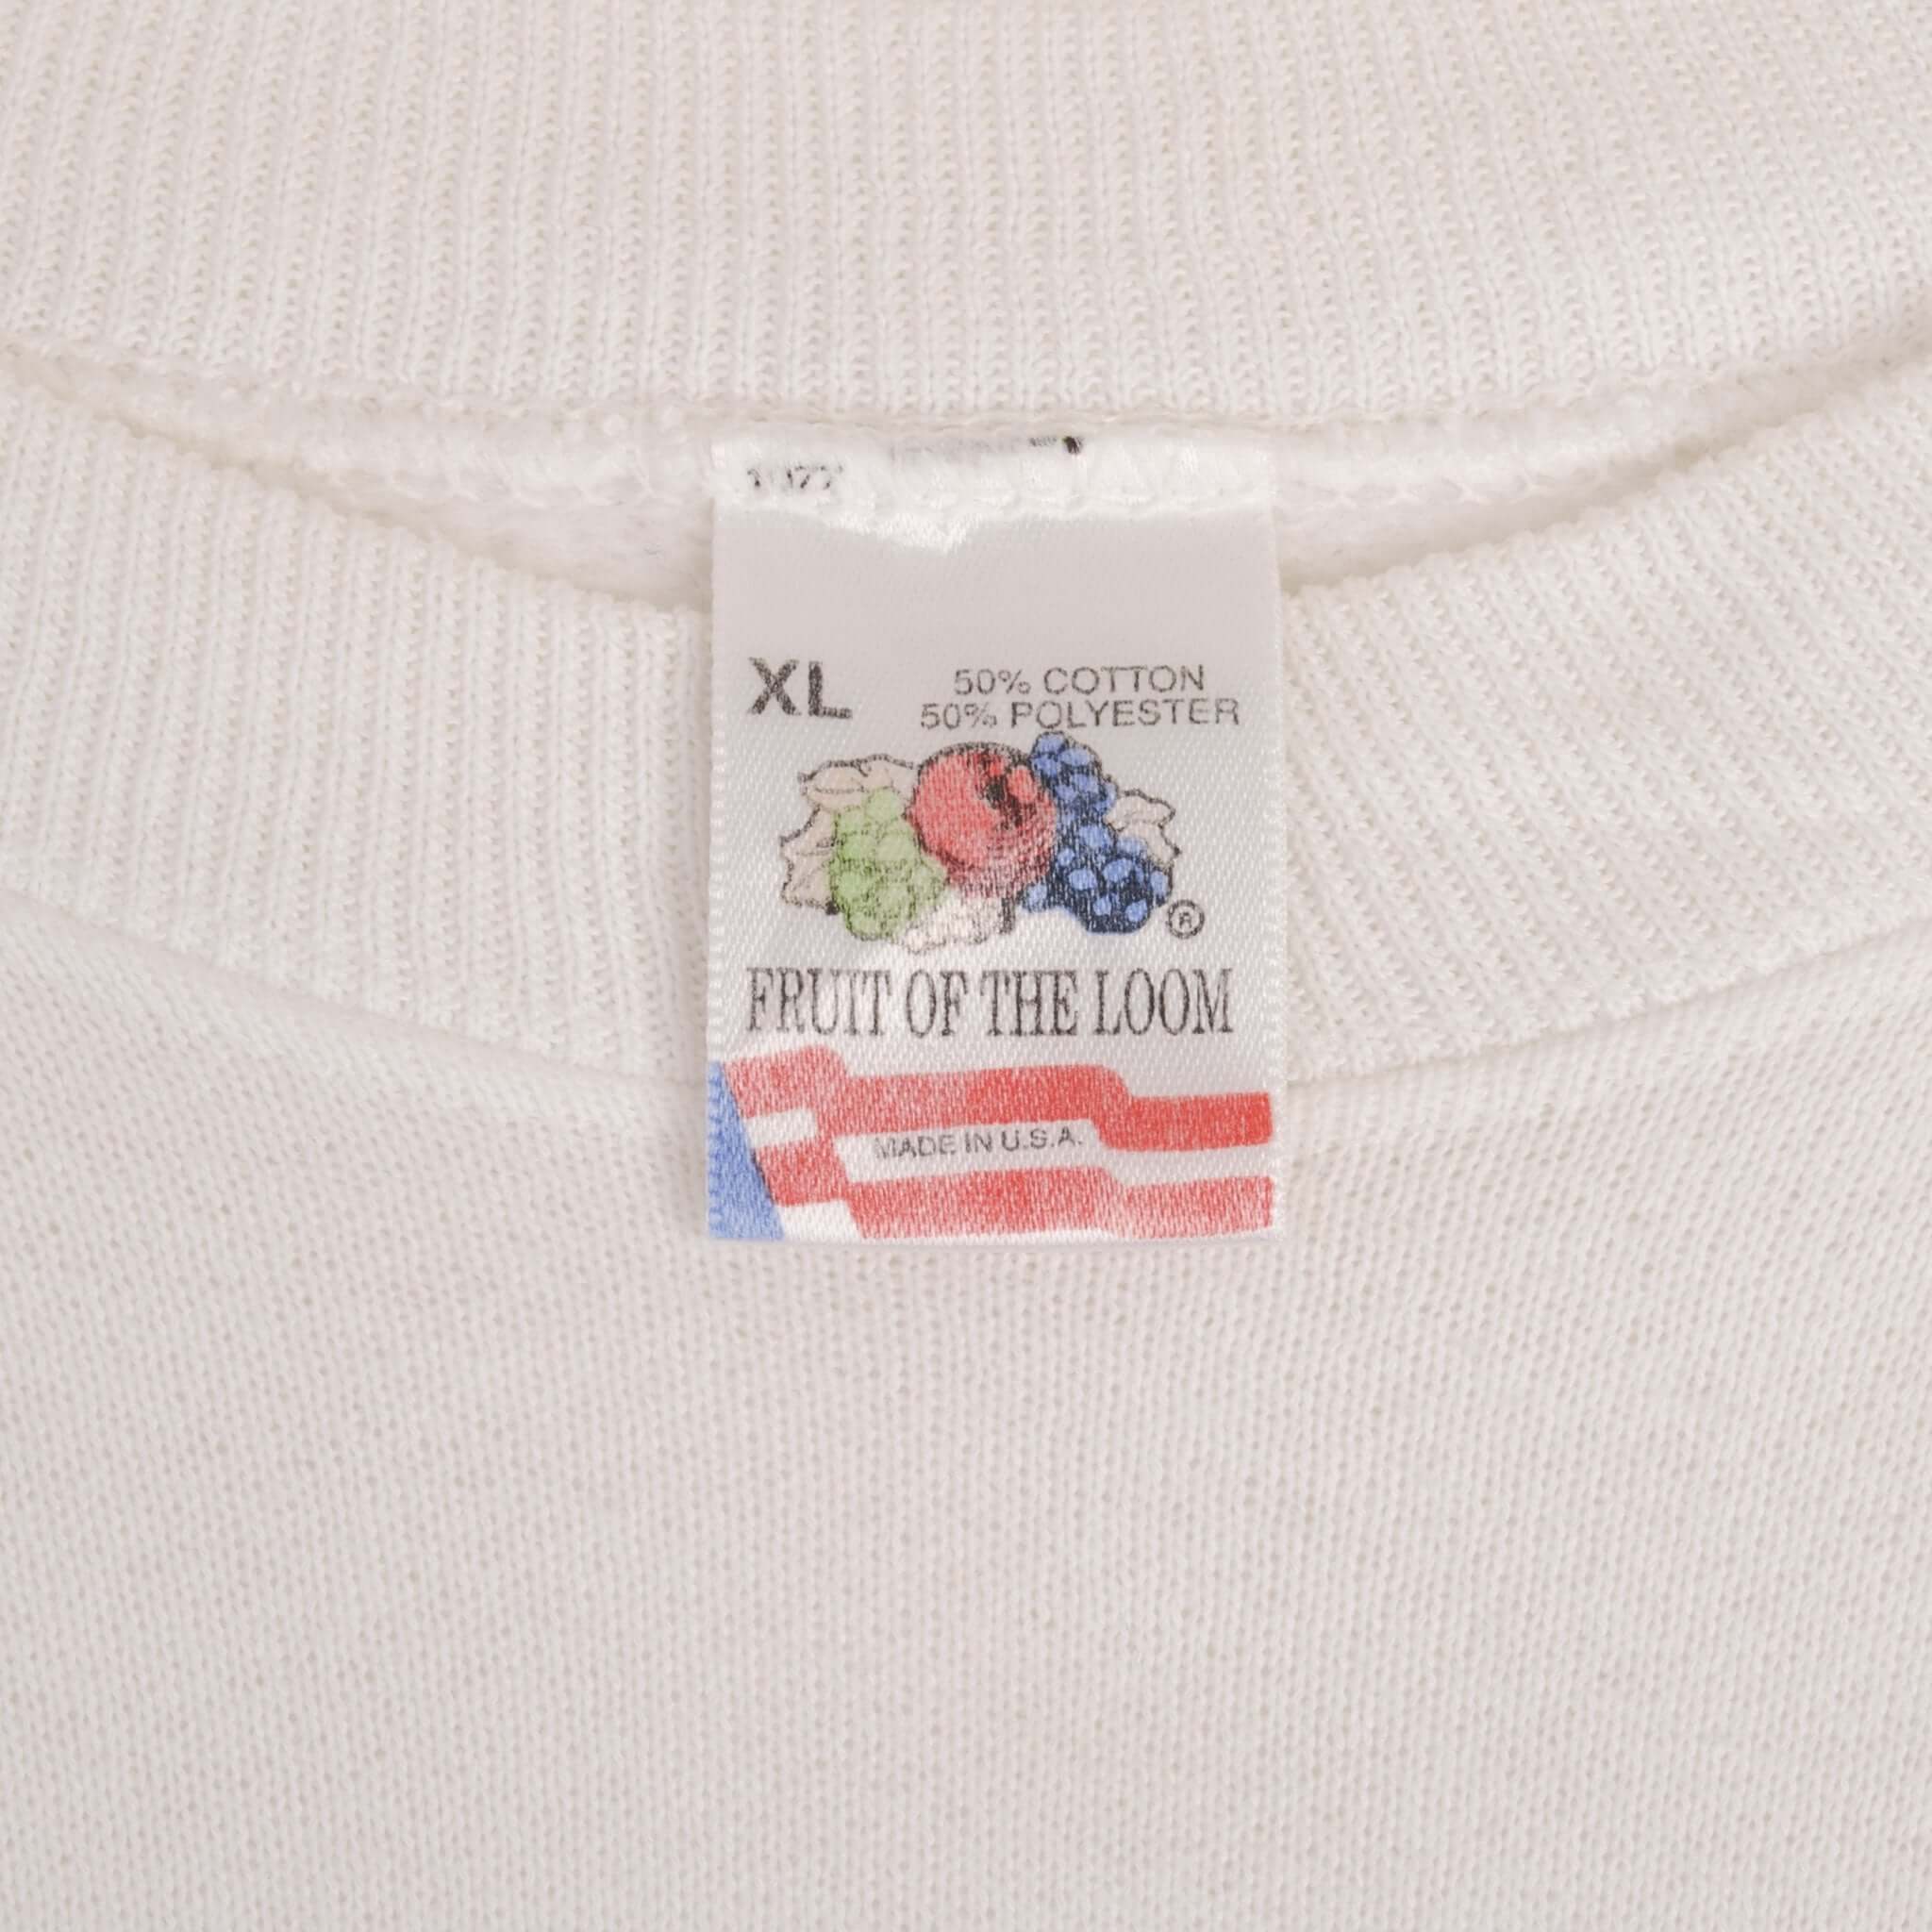 XL
50% COTTON
50% POLYESTER
®
FRUIT OF THE LOOM
MADE IN U.S.A.